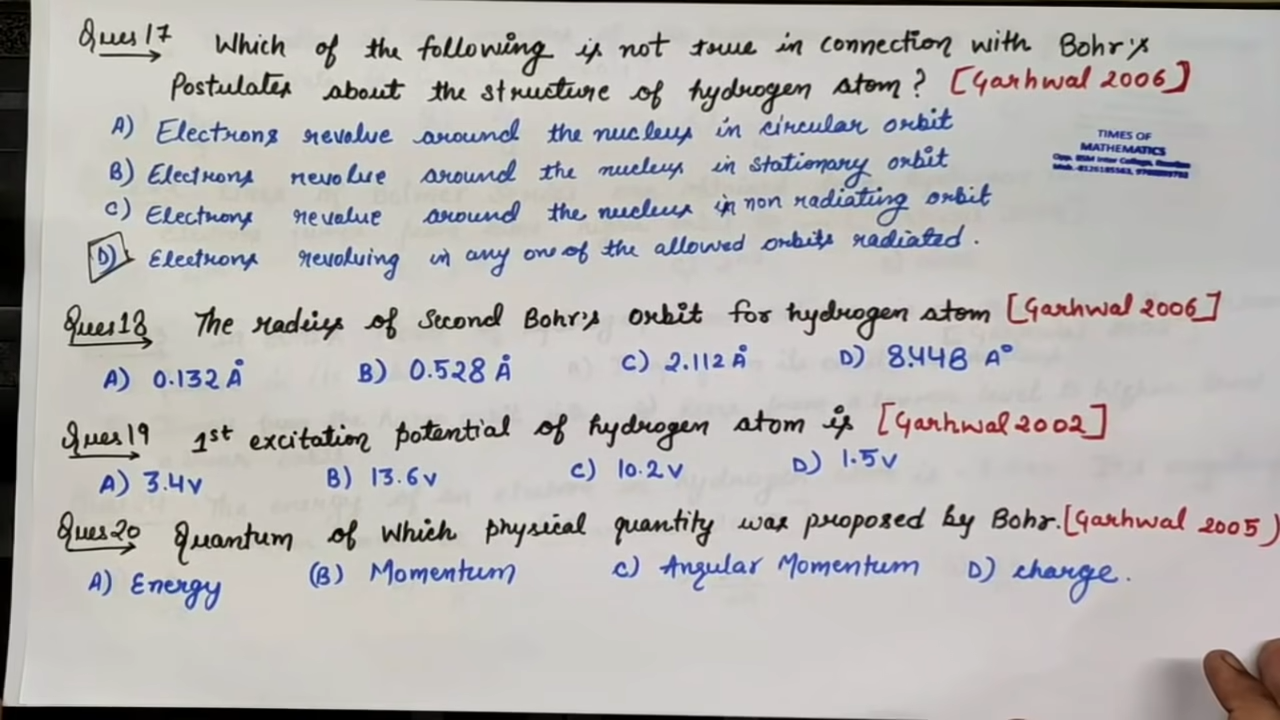 Ques 17 Which of the following is not true in connection with Bohr's
Postulates about the structure of hydrogen atom? [Garhwal 2006]
A) Electrons revolve around the nucleus in circular orbit
B) Electrons revolve around the nucleus in stationary orbit
C) Electrons revalue around the nucleus in non radiating orbit
D) Electrons revolving in any one of the allowed orbits radiated.
TIMES OF
MATHEMATICS
Ques 18 The radius of Second Bohr's orbit for hydrogen atom [Garhwal 2006]
A) 0.132 Å B) 0.528 Å C) 2.112 Å D) 8.448 A°
Ques 19 1st excitation potential of hydrogen atom is [Garhwal 2002]
A) 3.4v B) 13.6v C) 10.2v D) 1.5v
Ques 20 Quantum of which physical quantity was proposed by Bohr. [Garhwal 2005)
A) Energy (B) Momentum C) Angular Momentum D) charge.